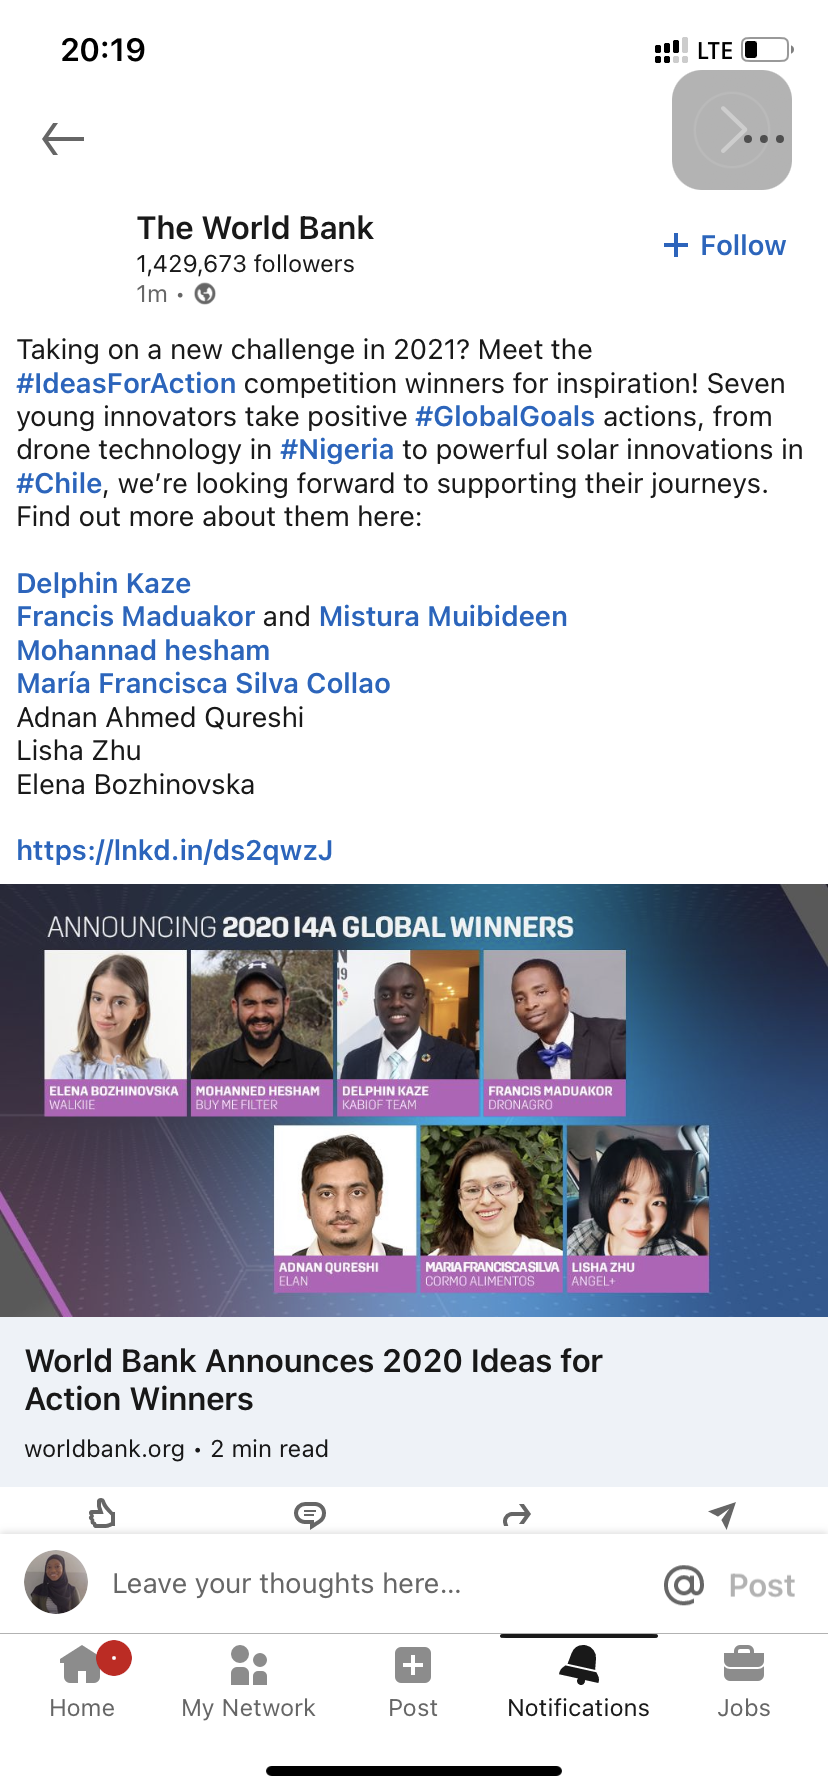 20:19
LTE
The World Bank
1,429,673 followers
1m •
+ Follow
Taking on a new challenge in 2021? Meet the
#IdeasForAction competition winners for inspiration! Seven
young innovators take positive #GlobalGoals actions, from
drone technology in #Nigeria to powerful solar innovations in
#Chile, we’re looking forward to supporting their journeys.
Find out more about them here:
Delphin Kaze
Francis Maduakor and Mistura Muibideen
Mohannad hesham
María Francisca Silva Collao
Adnan Ahmed Qureshi
Lisha Zhu
Elena Bozhinovska
https://lnkd.in/ds2qwzJ
ANNOUNCING 2020 I4A GLOBAL WINNERS
N
19
ELENA BOZHINOVSKA
WALKIIE
MOHANNED HESHAM
BUY ME FILTER
DELPHIN KAZE
KABIOF TEAM
FRANCIS MADUAKOR
DRONAGRO
ADNAN QURESHI
ELAN
MARIA FRANCISCA SILVA
CORMO ALIMENTOS
LISHA ZHU
ANGEL+
World Bank Announces 2020 Ideas for
Action Winners
worldbank.org • 2 min read
Leave your thoughts here...
@ Post
Home
My Network
Post
Notifications
Jobs